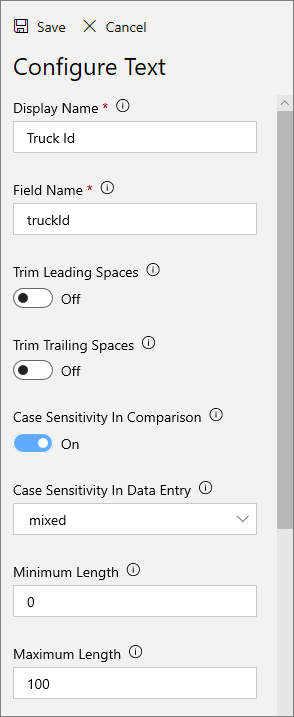 Save Cancel
Configure Text
Display Name *
Truck Id
Field Name *
truckId
Trim Leading Spaces
Off
Trim Trailing Spaces
Off
Case Sensitivity In Comparison
On
Case Sensitivity In Data Entry
mixed
Minimum Length
0
Maximum Length
100